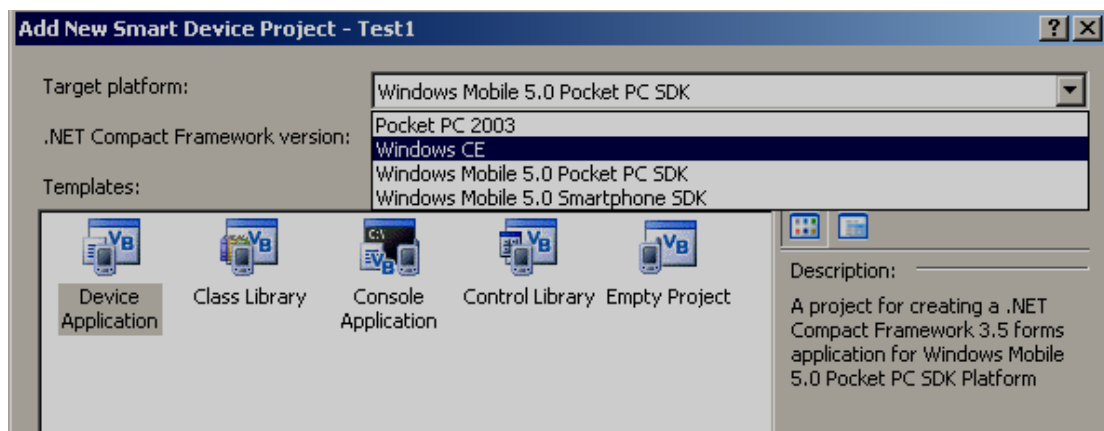 Add New Smart Device Project - Test1
Target platform:
Windows Mobile 5.0 Pocket PC SDK
Pocket PC 2003
.NET Compact Framework version:
Windows CE
Windows Mobile 5.0 Pocket PC SDK
Templates:
Windows Mobile 5.0 Smartphone SDK
Device Application
Class Library
Console Application
Control Library
Empty Project
Description:
A project for creating a .NET
Compact Framework 3.5 forms
application for Windows Mobile
5.0 Pocket PC SDK Platform